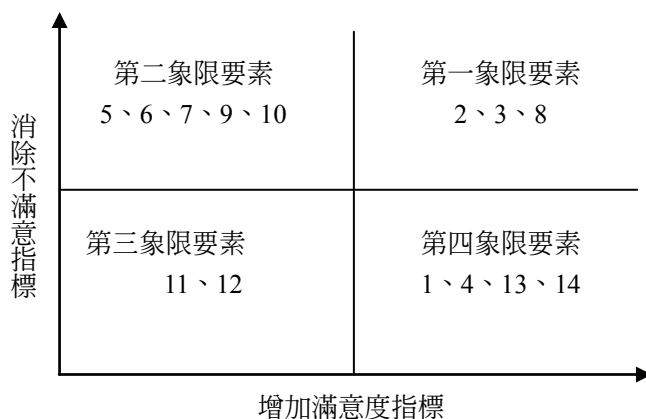 第二象限要素
5、6、7、9、10
第一象限要素
2、3、8
消除不滿意指標
第三象限要素
11、12
第四象限要素
1、4、13、14
增加滿意度指標